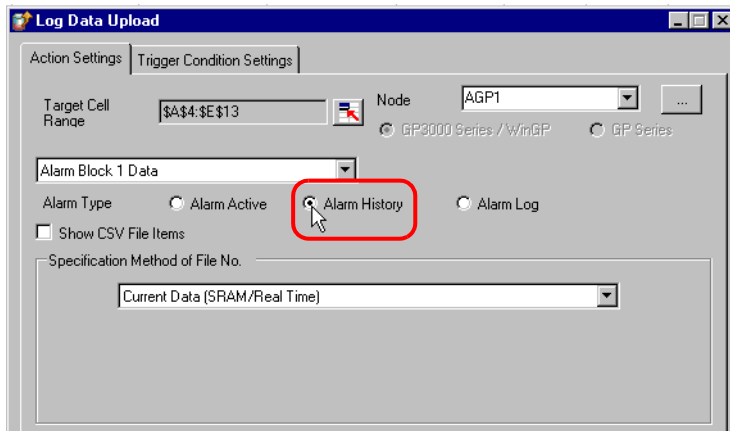 Log Data Upload
Action Settings
Trigger Condition Settings
Target Cell
Range
$A$4:$E$13
Node
AGP1
...
GP3000 Series / WinGP
GP Series
Alarm Block 1 Data
Alarm Type
Alarm Active
Alarm History
Alarm Log
Show CSV File Items
Specification Method of File No.
Current Data (SRAM/Real Time)